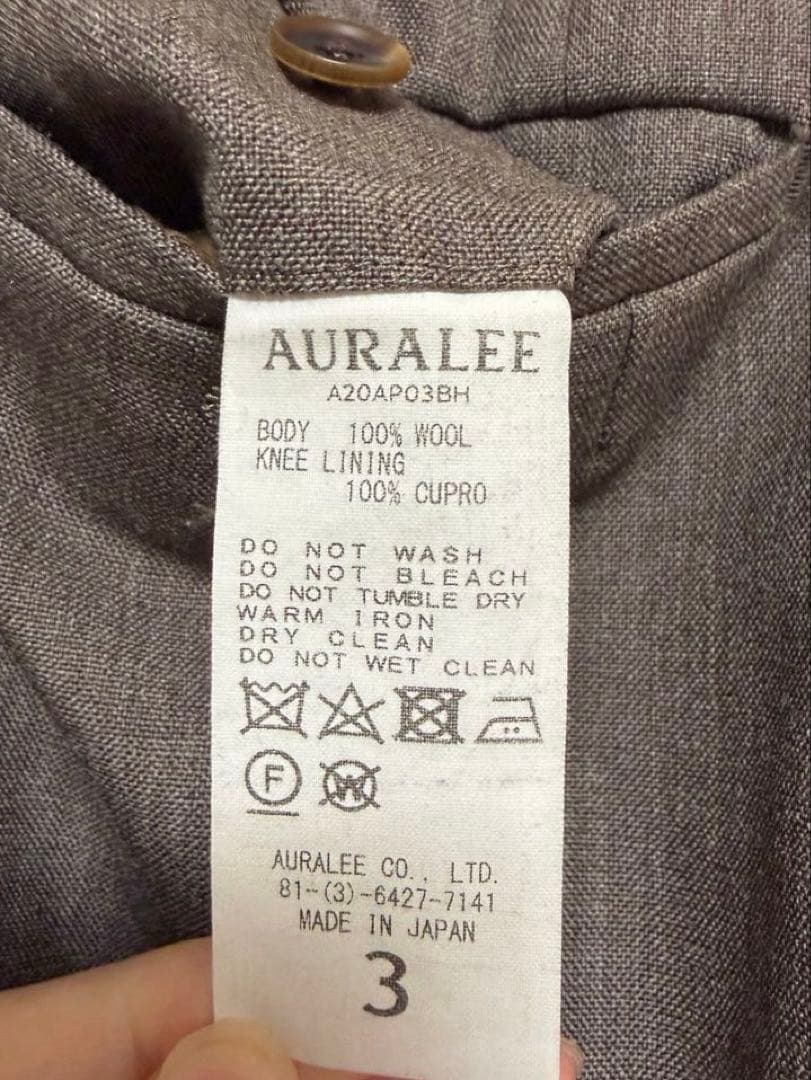 AURALEE
A20AP03BH
BODY 100% WOOL
KNEE LINING
100% CUPRO
DO NOT WASH
DO NOT BLEACH
DO NOT TUMBLE DRY
WARM IRON
DRY CLEAN
DO NOT WET CLEAN
F W
AURALEE CO., LTD.
81-(3)-6427-7141
MADE IN JAPAN
3